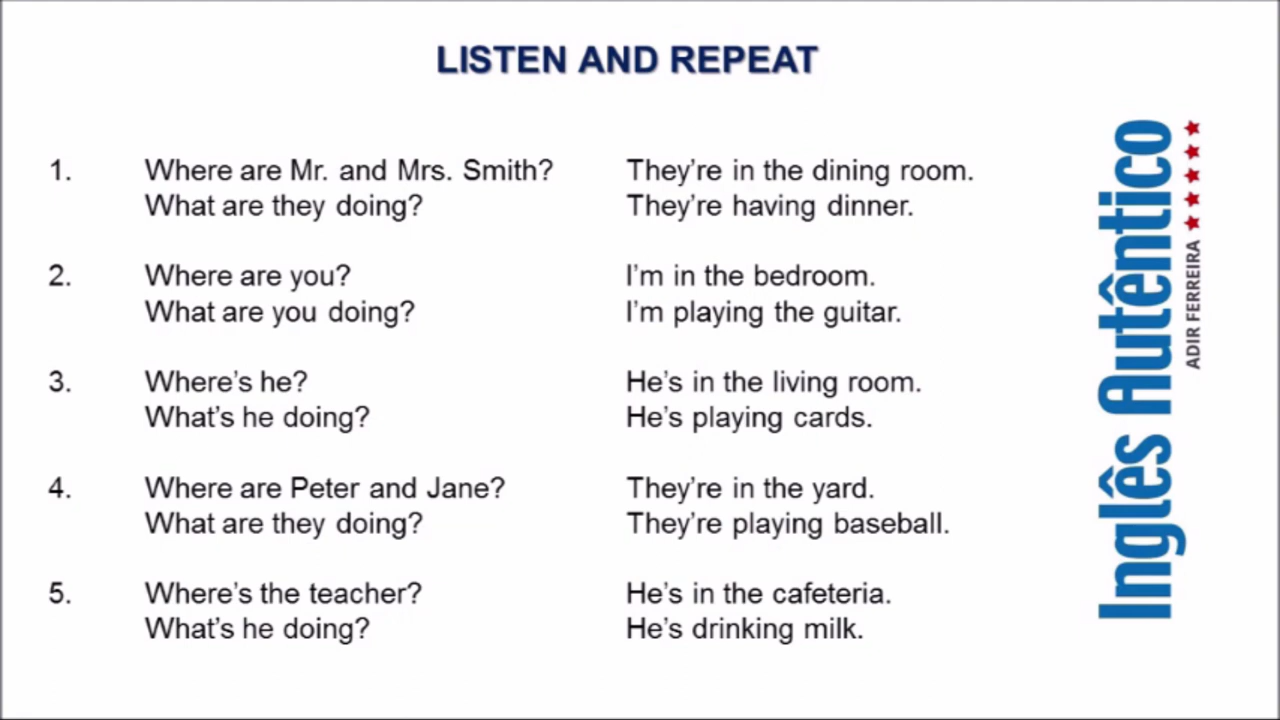 LISTEN AND REPEAT
1. Where are Mr. and Mrs. Smith? They're in the dining room.
What are they doing? They're having dinner.
2. Where are you? I'm in the bedroom.
What are you doing? I'm playing the guitar.
3. Where's he? He's in the living room.
What's he doing? He's playing cards.
4. Where are Peter and Jane? They're in the yard.
What are they doing? They're playing baseball.
5. Where's the teacher? He's in the cafeteria.
What's he doing? He's drinking milk.
Inglês Autêntico
ADIR FERREIRA